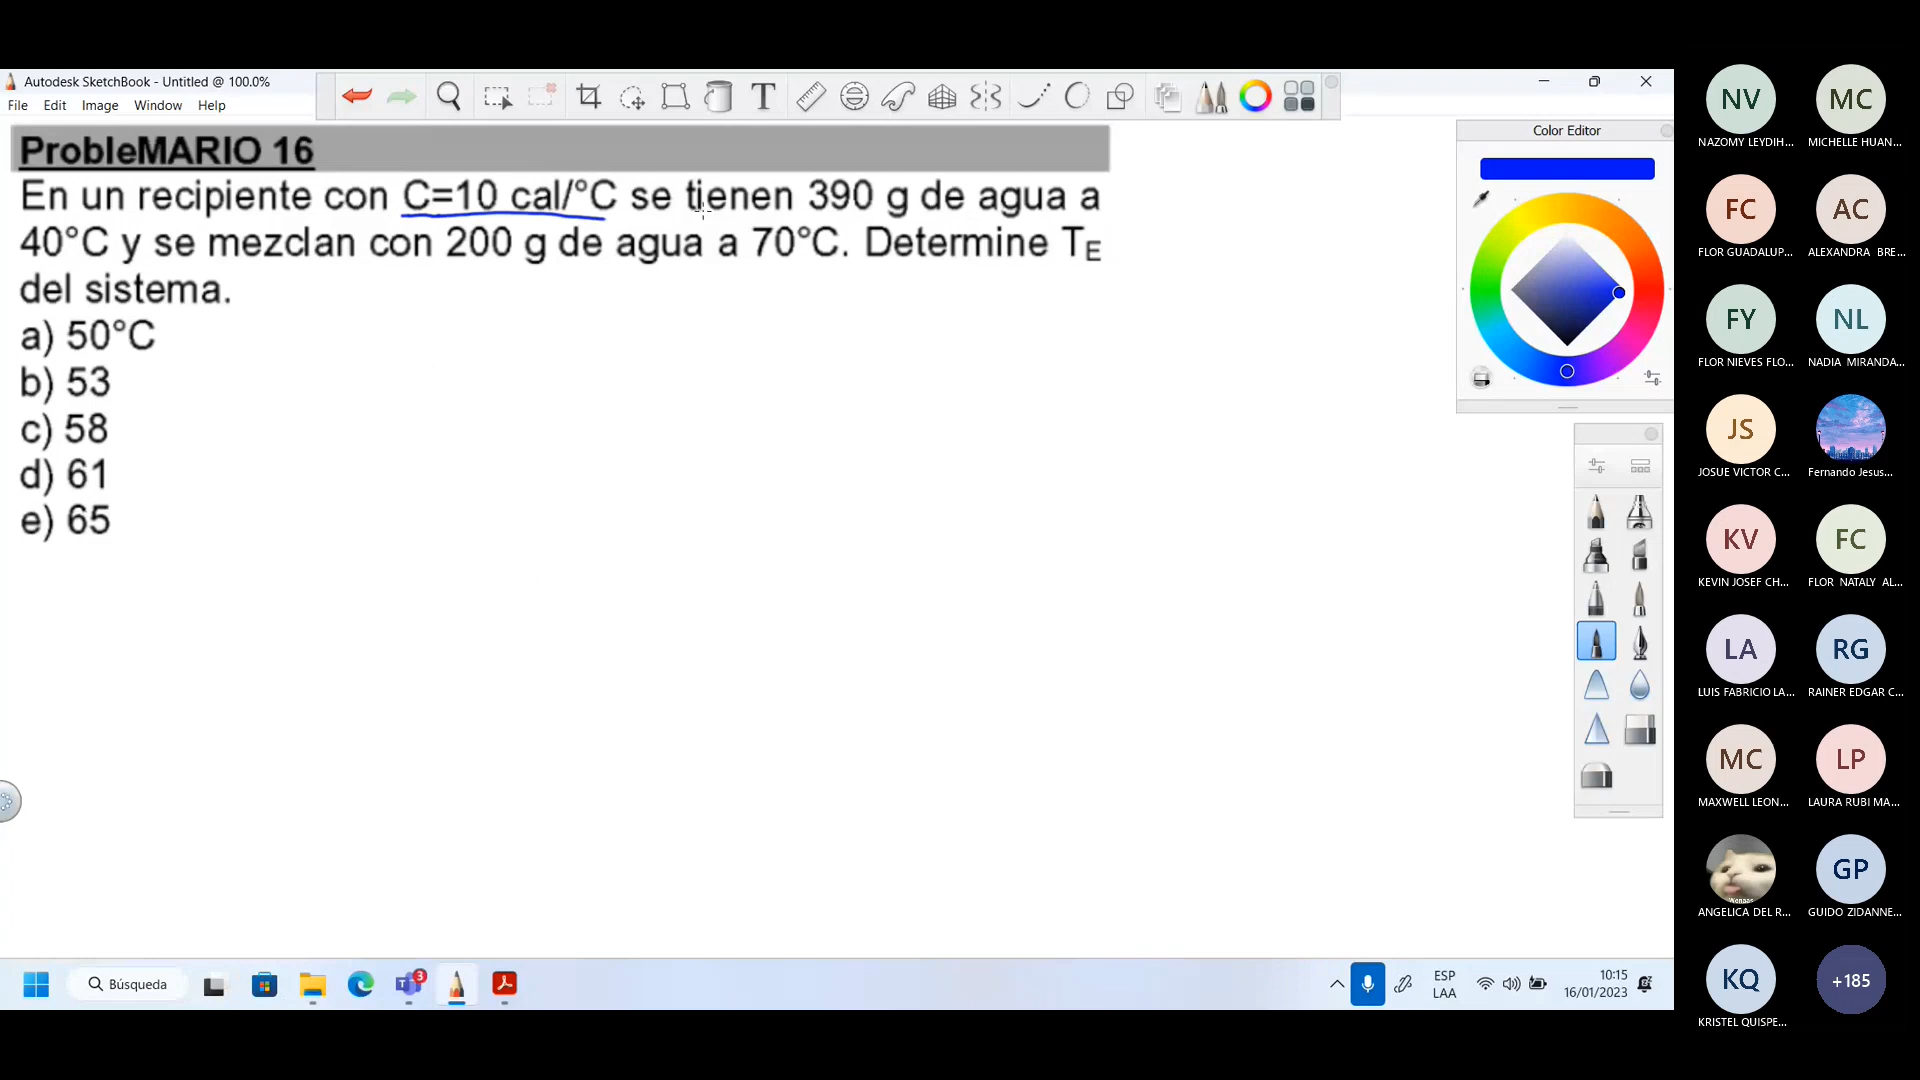 Autodesk SketchBook - Untitled @ 100.0%
File Edit Image Window Help
ProbleMARIO 16
En un recipiente con C=10 cal/°C se tienen 390 g de agua a
40°C y se mezclan con 200 g de agua a 70°C. Determine TE
del sistema.
a) 50°C
b) 53
c) 58
d) 61
e) 65
Color Editor
NV
NAZOMY LEYDIH...
MC
MICHELLE HUAN...
FC
FLOR GUADALUP...
AC
ALEXANDRA BRE...
FY
FLOR NIEVES FLO...
NL
NADIA MIRANDA...
JS
JOSUE VICTOR C...
Fernando Jesus...
KV
KEVIN JOSEF CH...
FC
FLOR NATALY AL...
LA
LUIS FABRICIO LA...
RG
RAINER EDGAR C...
MC
MAXWELL LEON...
LP
LAURA RUBI MA...
ANGELICA DEL R...
GP
GUIDO ZIDANNE...
KQ
KRISTEL QUISPE...
+185
Búsqueda
3
ESP
LAA
10:15
16/01/2023